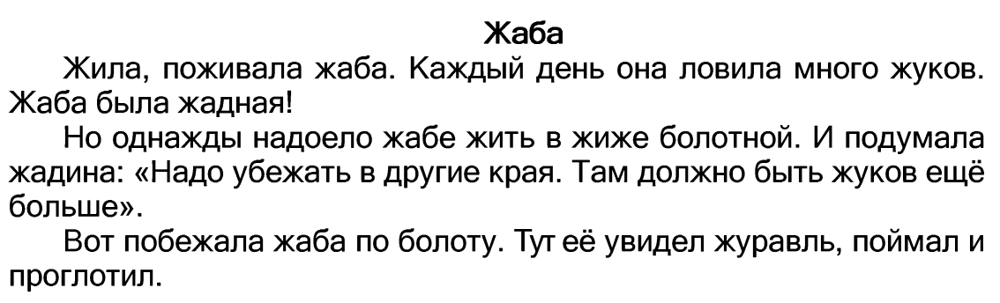 Жаба
Жила, поживала жаба. Каждый день она ловила много жуков.
Жаба была жадная!
Но однажды надоело жабе жить в жиже болотной. И подумала
жадина: «Надо убежать в другие края. Там должно быть жуков ещё
больше».
Вот побежала жаба по болоту. Тут её увидел журавль, поймал и
проглотил.